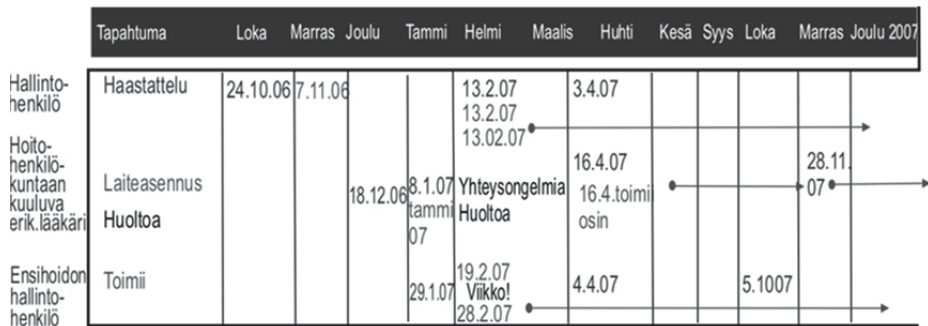 Tapahtuma Loka Marras Joulu Tammi Helmi Maalis Huhti Kesä Syys Loka Marras Joulu 2007
Hallinto-
henkilö
Haastattelu
24.10.06 7.11.06 13.2.07 3.4.07
13.2.07
13.02.07
Hoito-
henkilö-
kuntaan
kuuluva
erik.lääkäri
Laiteasennus
Huoltoa
18.12.06
8.1.07
tammi
07
Yhteysongelmia
Huoltoa
16.4.07
16.4.toimi
osin
28.11.
07
Ensihoidon
hallinto-
henkilö
Toimii
29.1.07
19.2.07
Viikko!
28.2.07
4.4.07
5.1007